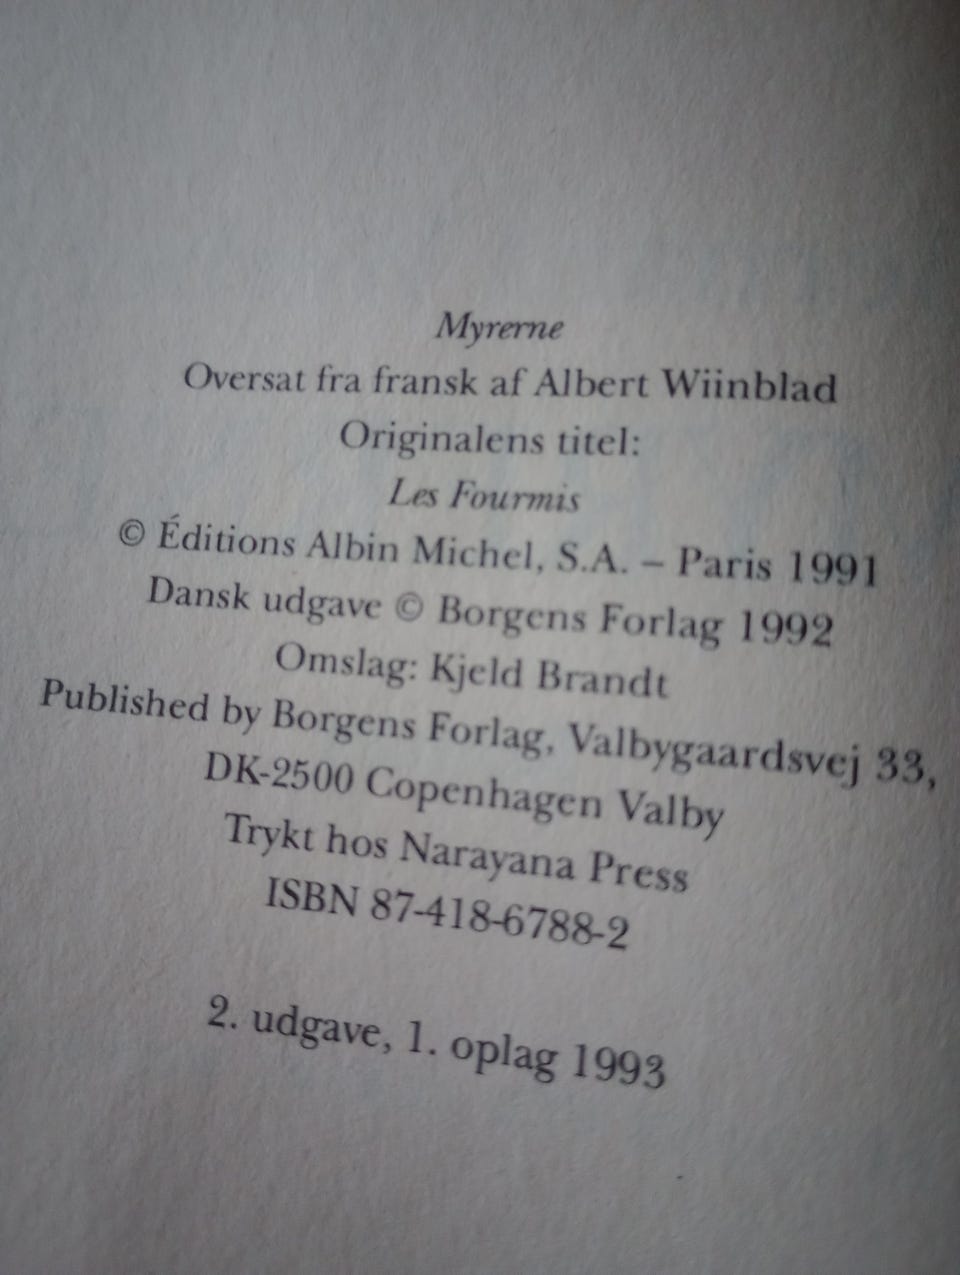 Myrerne
Oversat fra fransk af Albert Wiinblad
Originalens titel:
Les Fourmis
© Éditions Albin Michel, S.A. – Paris 1991
Dansk udgave © Borgens Forlag 1992
Omslag: Kjeld Brandt
Published by Borgens Forlag, Valbygaardsvej 33,
DK-2500 Copenhagen Valby
Trykt hos Narayana Press
ISBN 87-418-6788-2
2. udgave, 1. oplag 1993